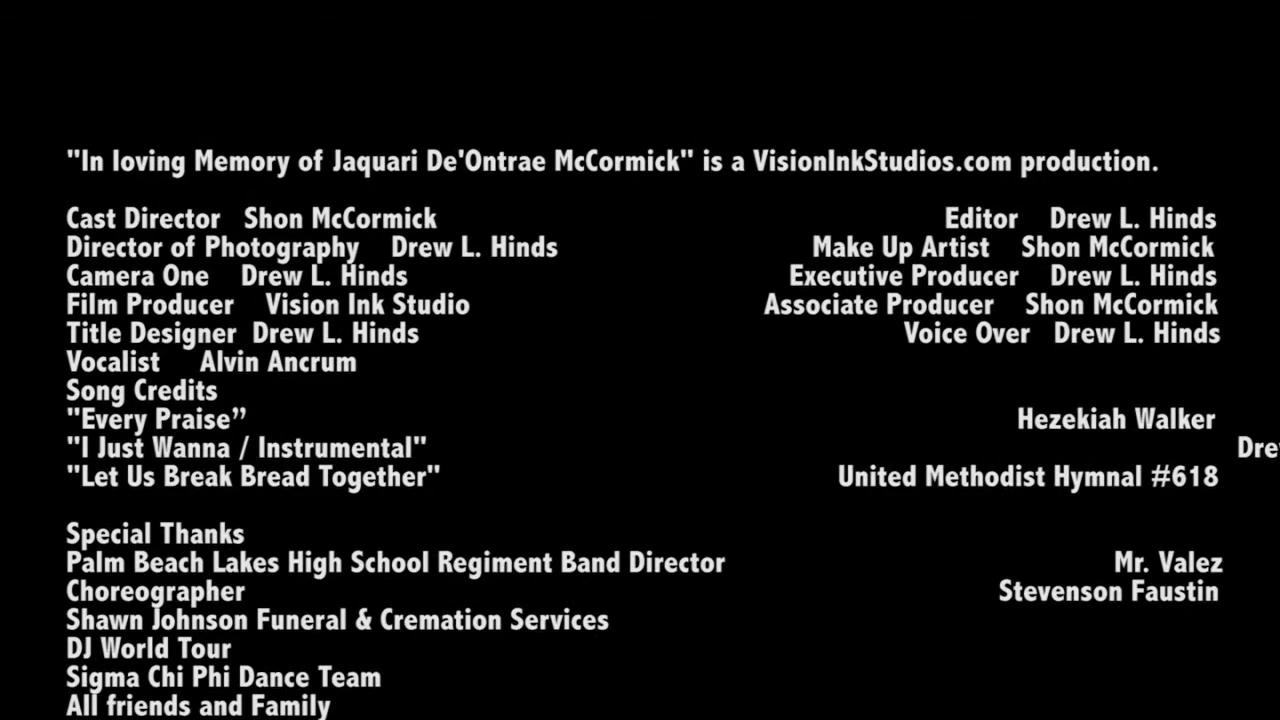 "In loving Memory of Jaquari De'Ontrae McCormick" is a VisionInkStudios.com production.
Cast Director Shon McCormick Editor Drew L. Hinds
Director of Photography Drew L. Hinds Make Up Artist Shon McCormick
Camera One Drew L. Hinds Executive Producer Drew L. Hinds
Film Producer Vision Ink Studio Associate Producer Shon McCormick
Title Designer Drew L. Hinds Voice Over Drew L. Hinds
Vocalist Alvin Ancrum
Song Credits
"Every Praise” Hezekiah Walker
"I Just Wanna / Instrumental"
"Let Us Break Bread Together" United Methodist Hymnal #618
Special Thanks
Palm Beach Lakes High School Regiment Band Director Mr. Valez
Choreographer Stevenson Faustin
Shawn Johnson Funeral & Cremation Services
DJ World Tour
Sigma Chi Phi Dance Team
All friends and Family